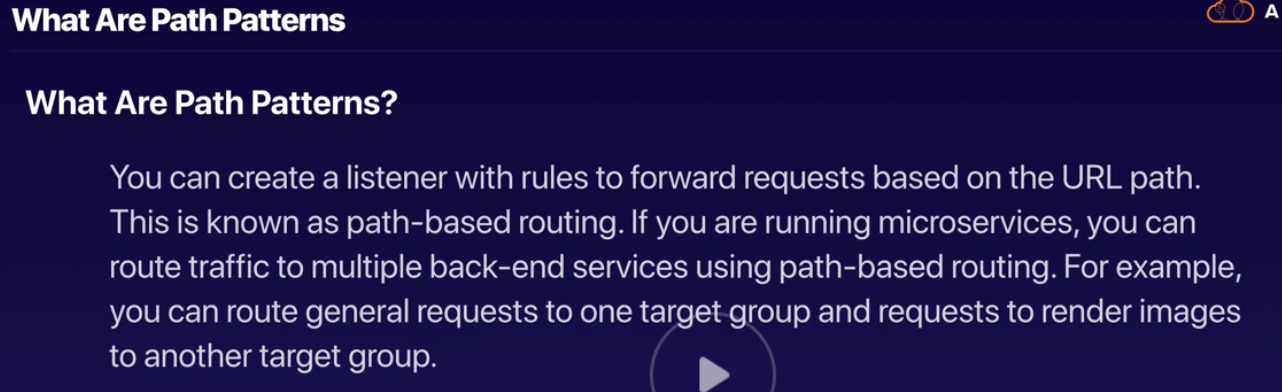 What Are Path Patterns
A
What Are Path Patterns?
You can create a listener with rules to forward requests based on the URL path.
This is known as path-based routing. If you are running microservices, you can
route traffic to multiple back-end services using path-based routing. For example,
you can route general requests to one target group and requests to render images
to another target group.